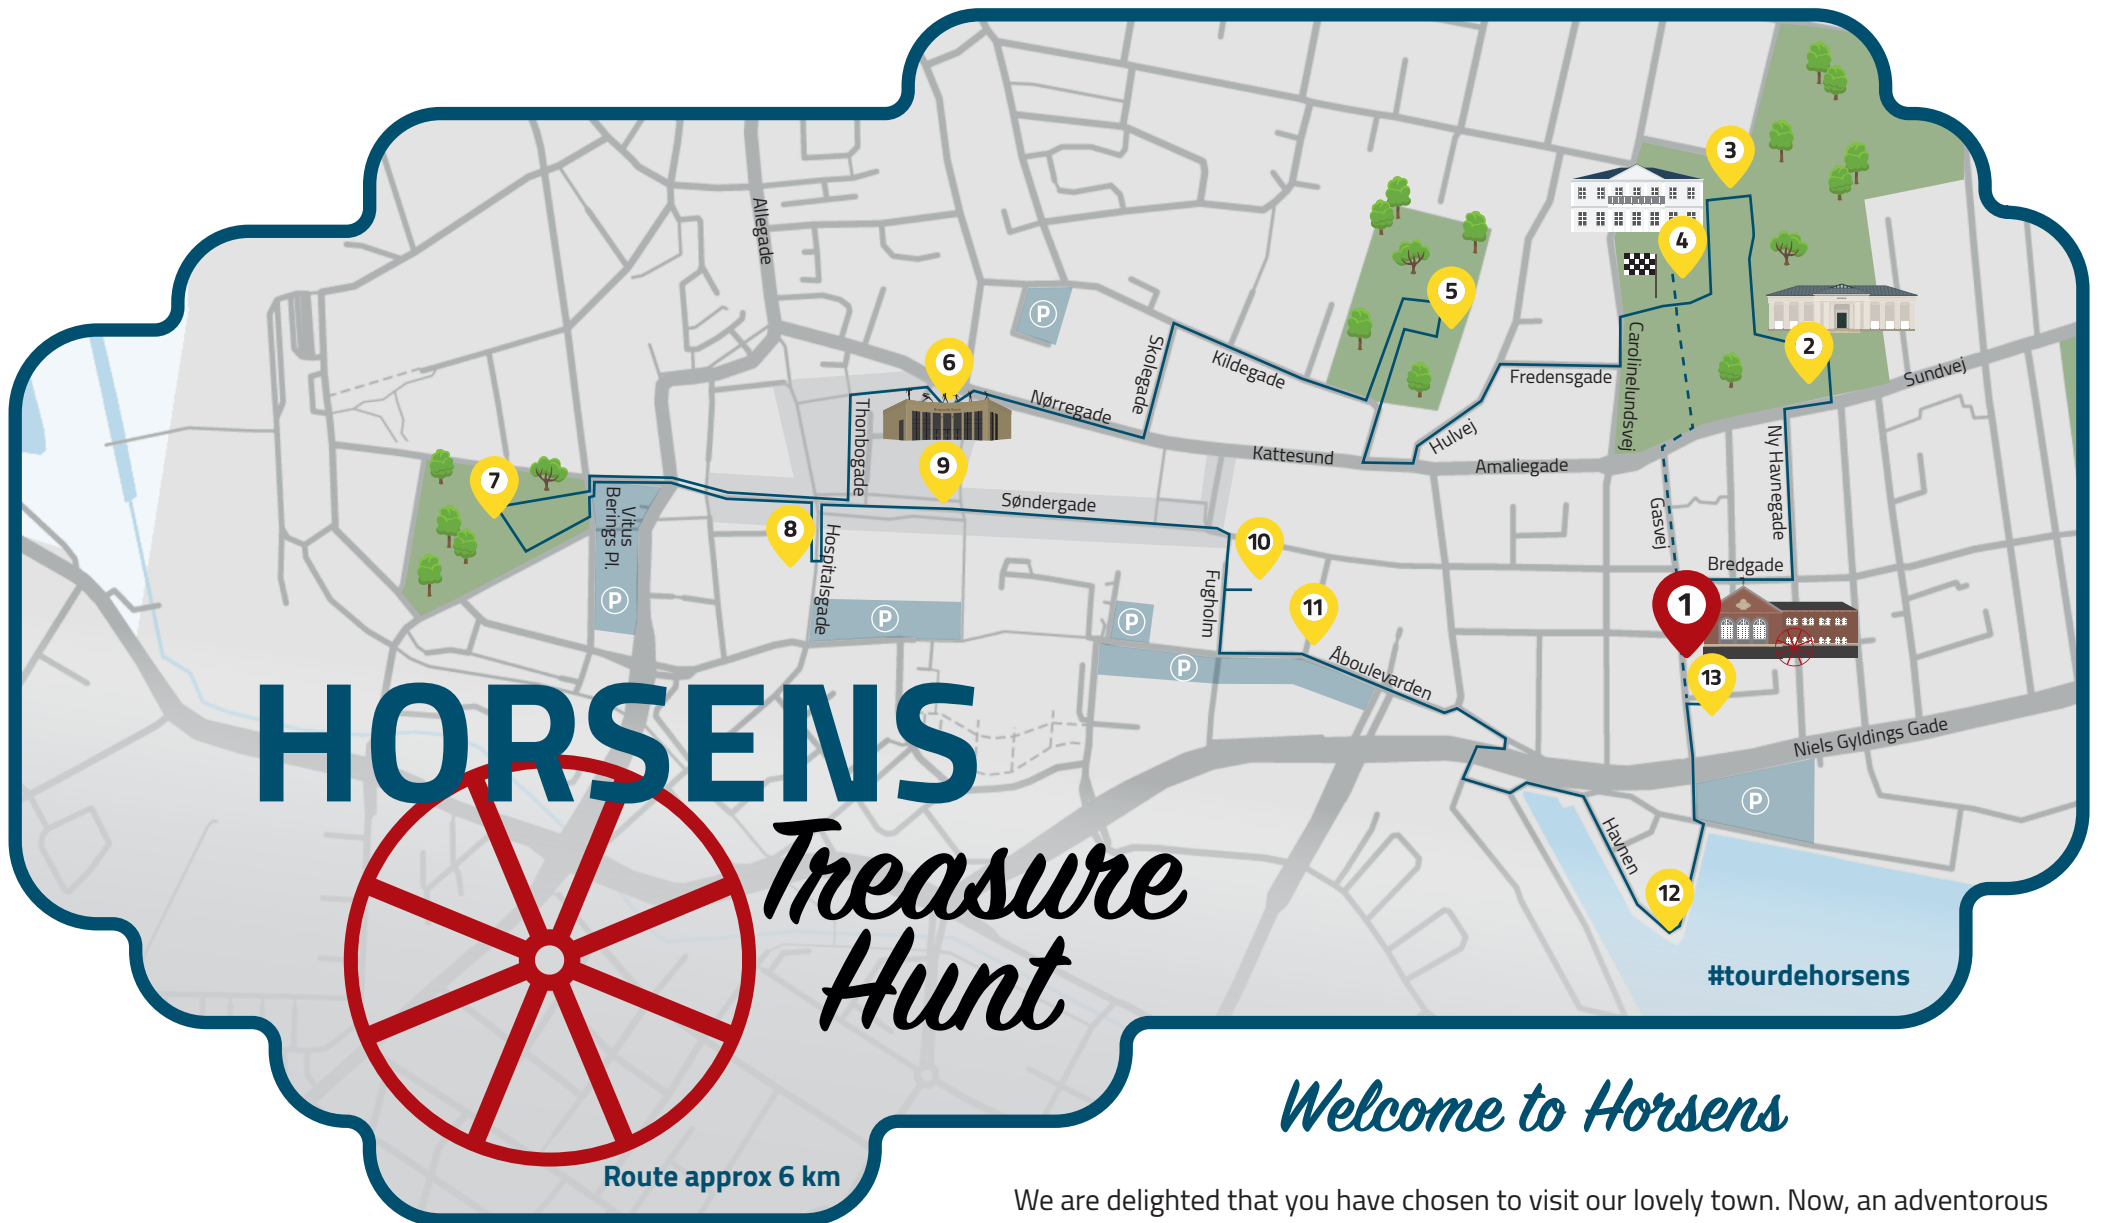 3
Allegade
4
5
P
Carolinelundsvej
2
Skolegade
Kildegade
6
Fredensgade
Sundvej
Nørregade
Thonbogade
Hulvej
Ny Havnegade
Kattesund
Amaliegade
9
7
Søndergade
Gasvej
Vitus
Berings Pl.
8
Hospitalsgade
10
Bredgade
Fugholm
P
P
P
11
1
Åboulevarden
P
13
HORSENS
Niels Gyldings Gade
P
Treasure
Havnen
12
Hunt
#tourdehorsens
Welcome to Horsens
Route approx 6 km
We are delighted that you have chosen to visit our lovely town. Now, an adventorous